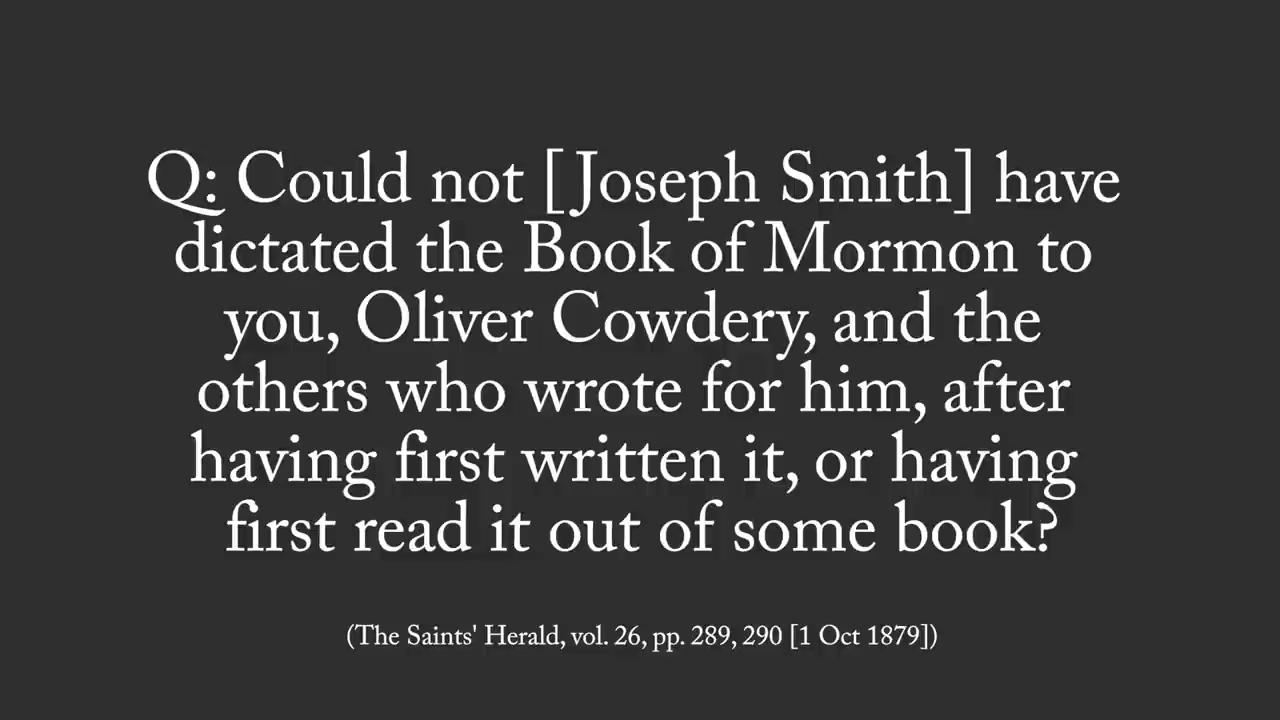 Q: Could not [Joseph Smith] have
dictated the Book of Mormon to
you, Oliver Cowdery, and the
others who wrote for him, after
having first written it, or having
first read it out of some book?
(The Saints' Herald, vol. 26, pp. 289, 290 [1 Oct 1879])